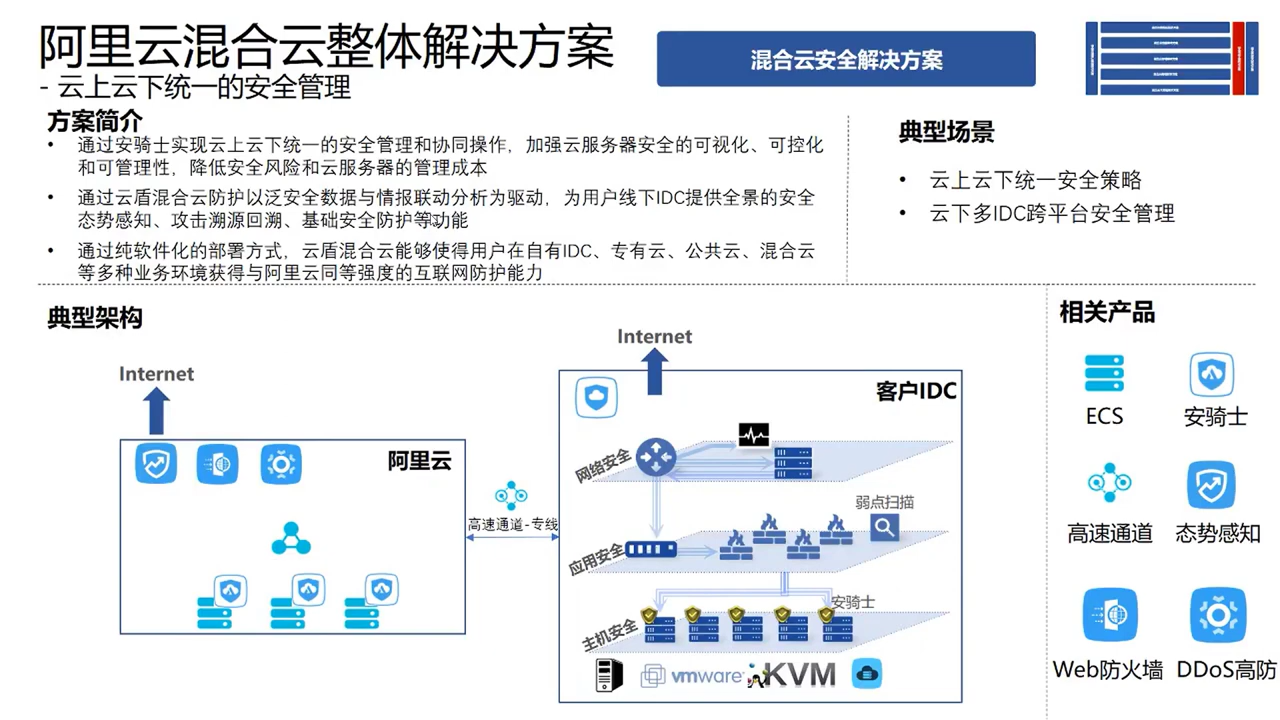 阿里云混合云整体解决方案
- 云上云下统一的安全管理
混合云安全解决方案
方案简介
• 通过安骑士实现云上云下统一的安全管理和协同操作，加强云服务器安全的可视化、可控化
和可管理性，降低安全风险和云服务器的管理成本
• 通过云盾混合云防护以泛安全数据与情报联动分析为驱动，为用户线下IDC提供全景的安全
态势感知、攻击溯源回溯、基础安全防护等功能
• 通过纯软件化的部署方式，云盾混合云能够使得用户在自有IDC、专有云、公共云、混合云
等多种业务环境获得与阿里云同等强度的互联网防护能力
典型场景
• 云上云下统一安全策略
• 云下多IDC跨平台安全管理
典型架构
Internet
阿里云
高速通道-专线
Internet
客户IDC
网络安全
弱点扫描
应用安全
安骑士
主机安全
vmware
KVM
相关产品
ECS
安骑士
高速通道
态势感知
Web防火墙
DDoS高防